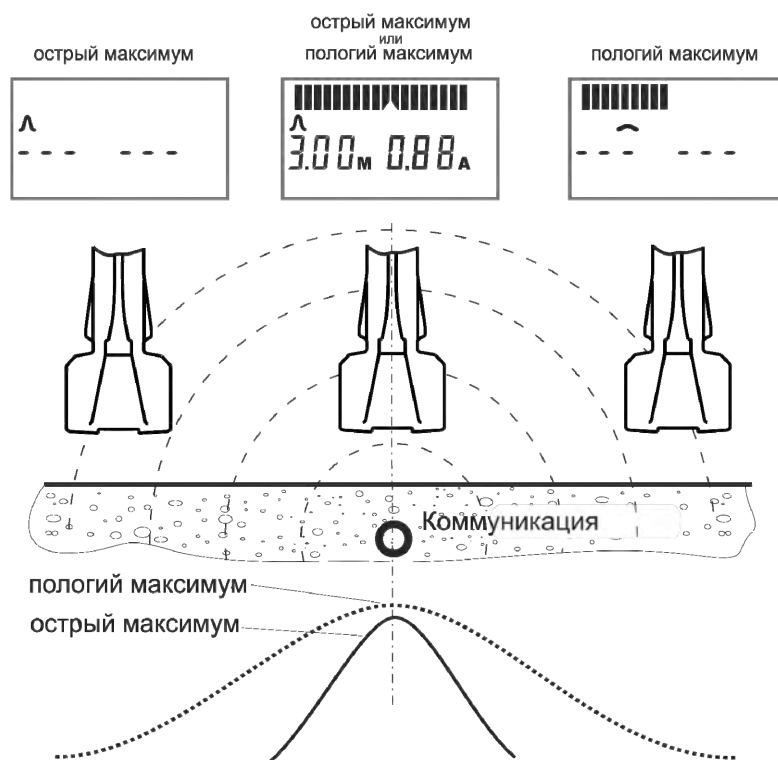 острый максимум
острый максимум
или
пологий максимум
пологий максимум
- - - - - -
3.00м 0.88А
- - - - - -
Коммуникация
пологий максимум
острый максимум